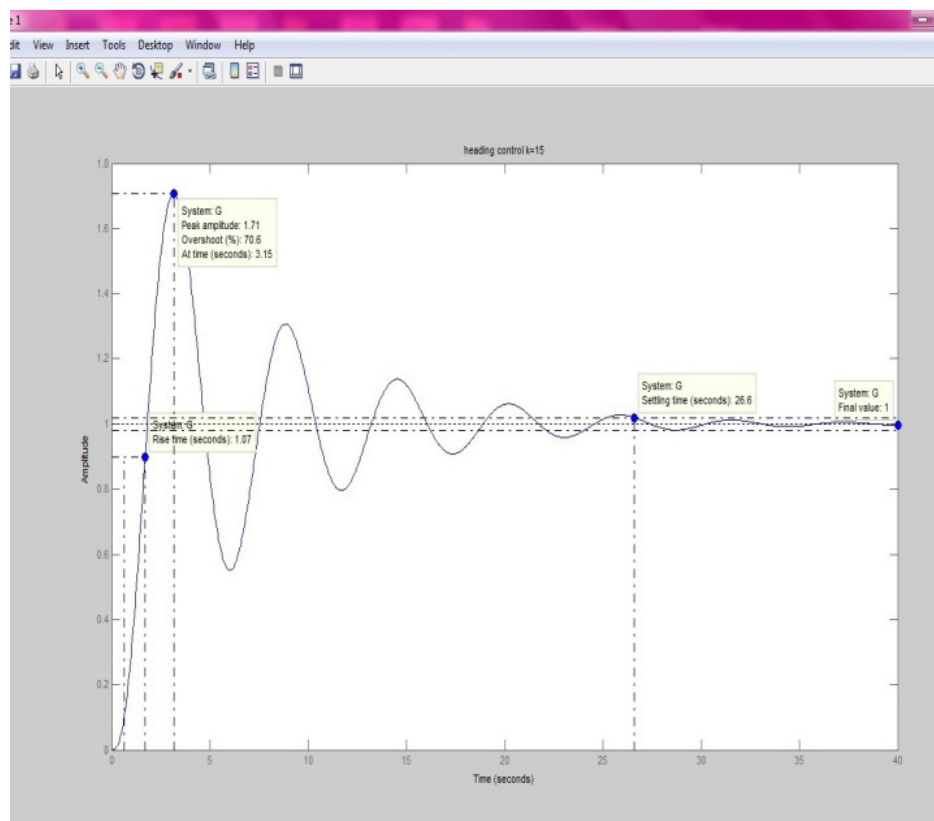 e 1
dit View Insert Tools Desktop Window Help
heading control k=15
1.8
1.6
1.4
1.2
1
0.8
0.6
0.4
0.2
0
Amplitude
System: G
Peak amplitude: 1.71
Overshoot (%): 70.6
At time (seconds): 3.15
System: G
Rise time (seconds): 1.07
System: G
Settling time (seconds): 26.6
System: G
Final value: 1
0 5 10 15 20 25 30 35 40
Time (seconds)